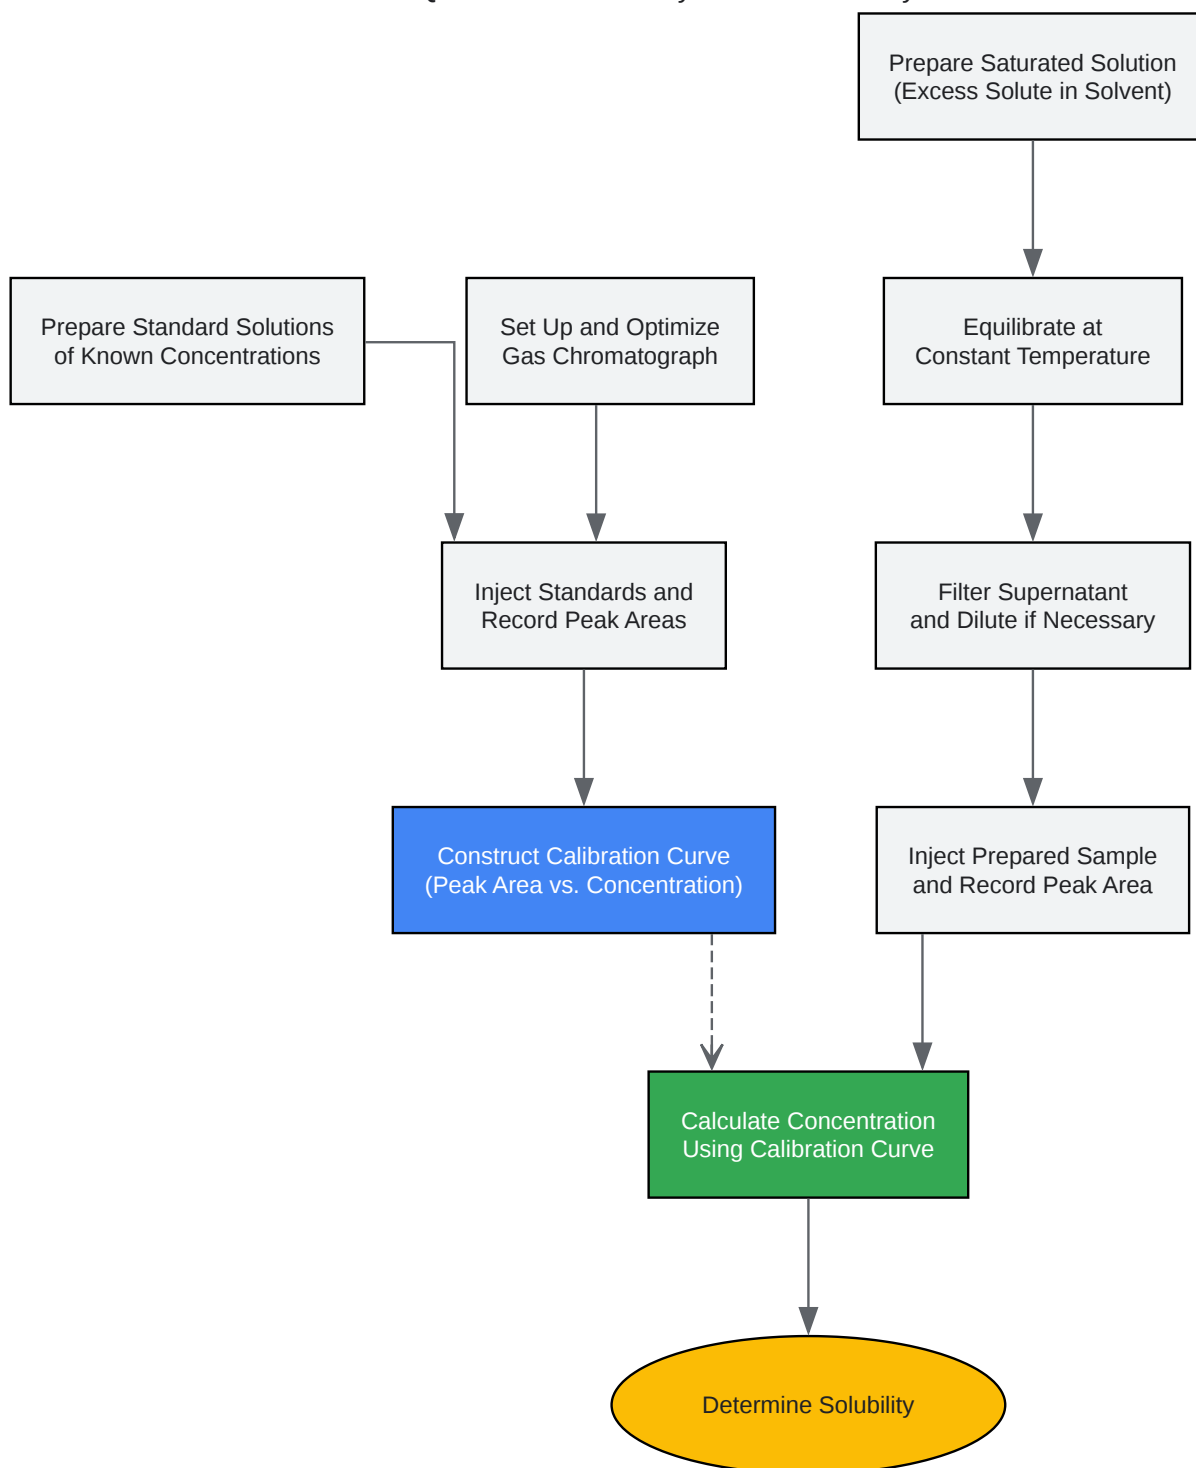 Prepare Saturated Solution
(Excess Solute in Solvent)
Prepare Standard Solutions
of Known Concentrations
Set Up and Optimize
Gas Chromatograph
Equilibrate at
Constant Temperature
Inject Standards and
Record Peak Areas
Filter Supernatant
and Dilute if Necessary
Construct Calibration Curve
(Peak Area vs. Concentration)
Inject Prepared Sample
and Record Peak Area
Calculate Concentration
Using Calibration Curve
Determine Solubility